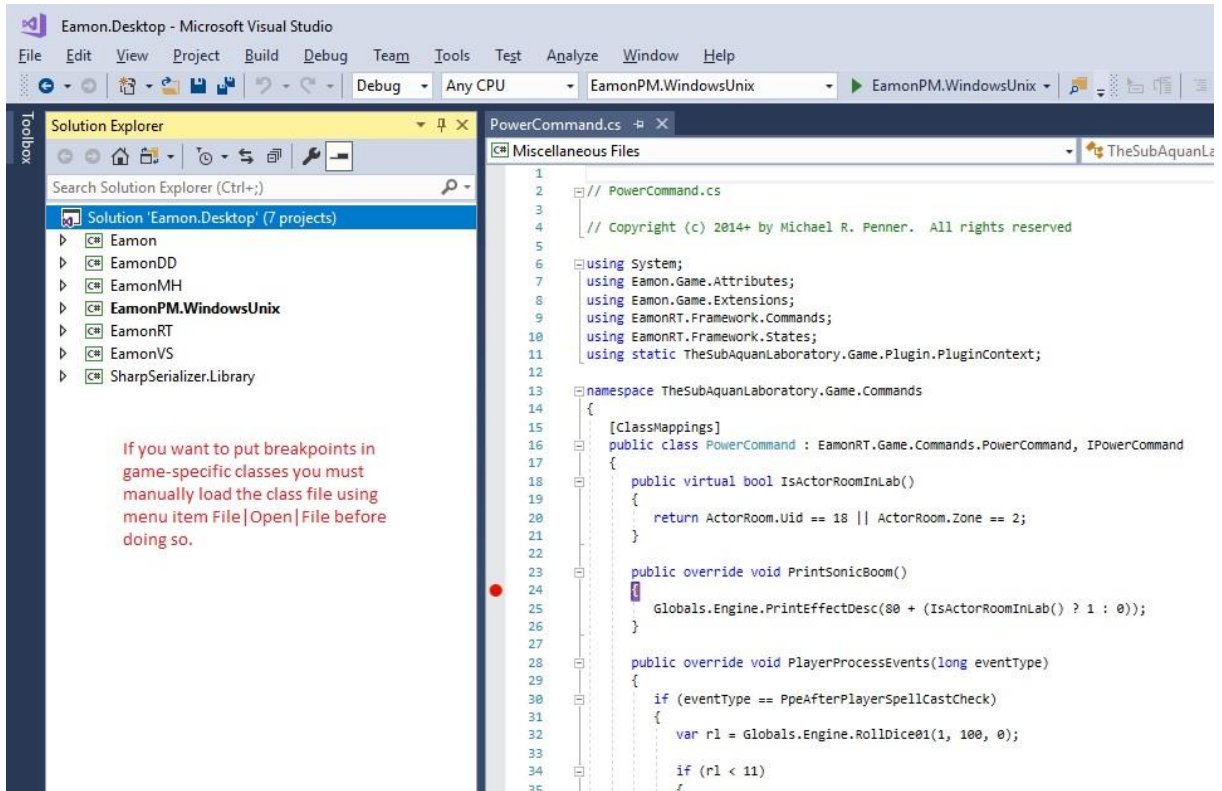 Eamon.Desktop - Microsoft Visual Studio
File Edit View Project Build Debug Team Tools Test Analyze Window Help
Debug Any CPU EamonPM.WindowsUnix EamonPM.WindowsUnix
Toolbox
Solution Explorer
Search Solution Explorer (Ctrl+;)
Solution 'Eamon.Desktop' (7 projects)
C# Eamon
C# EamonDD
C# EamonMH
C# EamonPM.WindowsUnix
C# EamonRT
C# EamonVS
C# SharpSerializer.Library
If you want to put breakpoints in
game-specific classes you must
manually load the class file using
menu item File|Open|File before
doing so.
PowerCommand.cs
C# Miscellaneous Files TheSubAquanLa
1
2 // PowerCommand.cs
3
4 // Copyright (c) 2014+ by Michael R. Penner.  All rights reserved
5
6 using System;
7 using Eamon.Game.Attributes;
8 using Eamon.Game.Extensions;
9 using EamonRT.Framework.Commands;
10 using EamonRT.Framework.States;
11 using static TheSubAquanLaboratory.Game.Plugin.PluginContext;
12
13 namespace TheSubAquanLaboratory.Game.Commands
14 {
15 [ClassMappings]
16 public class PowerCommand : EamonRT.Game.Commands.PowerCommand, IPowerCommand
17 {
18 public virtual bool IsActorRoomInLab()
19 {
20 return ActorRoom.Uid == 18 || ActorRoom.Zone == 2;
21 }
22
23 public override void PrintSonicBoom()
24 {
25 Globals.Engine.PrintEffectDesc(80 + (IsActorRoomInLab() ? 1 : 0));
26 }
27
28 public override void PlayerProcessEvents(long eventType)
29 {
30 if (eventType == PpeAfterPlayerSpellCastCheck)
31 {
32 var rl = Globals.Engine.RollDice01(1, 100, 0);
33
34 if (rl < 11)
35 {